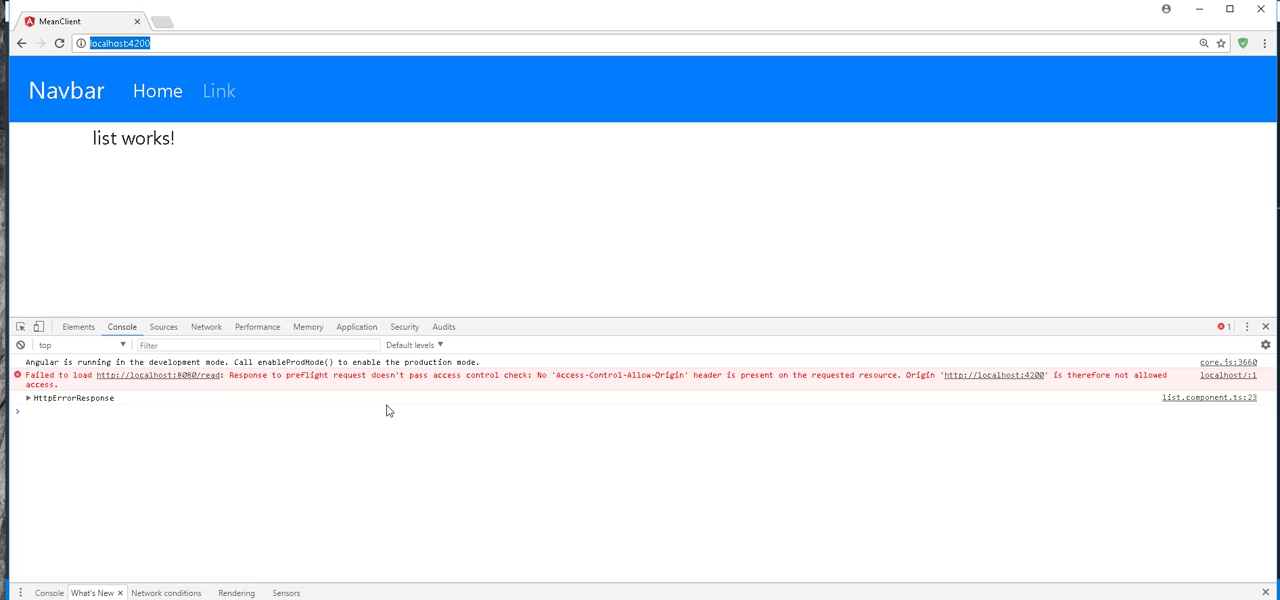 MeanClient
localhost:4200
Navbar Home Link
list works!
Elements Console Sources Network Performance Memory Application Security Audits 1
top Filter Default levels
Angular is running in the development mode. Call enableProdMode() to enable the production mode. core.js:3660
Failed to load http://localhost:8080/read: Response to preflight request doesn't pass access control check: No 'Access-Control-Allow-Origin' header is present on the requested resource. Origin 'http://localhost:4200' is therefore not allowed localhost/:1
access.
HttpErrorResponse list.component.ts:23
Console What's New Network conditions Rendering Sensors